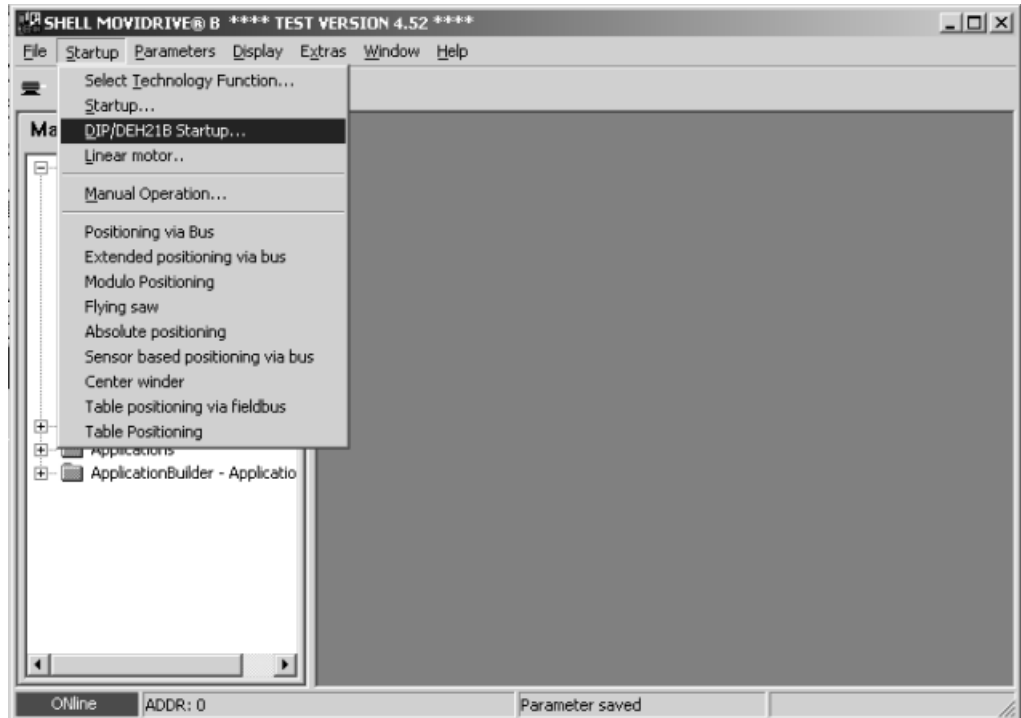 SHELL MOVIDRIVE® B **** TEST VERSION 4.52 ****
File Startup Parameters Display Extras Window Help
Select Technology Function...
Startup...
Ma DIP/DEH21B Startup...
Linear motor..
Manual Operation...
Positioning via Bus
Extended positioning via bus
Modulo Positioning
Flying saw
Absolute positioning
Sensor based positioning via bus
Center winder
Table positioning via fieldbus
Table Positioning
Applications
ApplicationBuilder - Applicatio
ONline ADDR: 0 Parameter saved